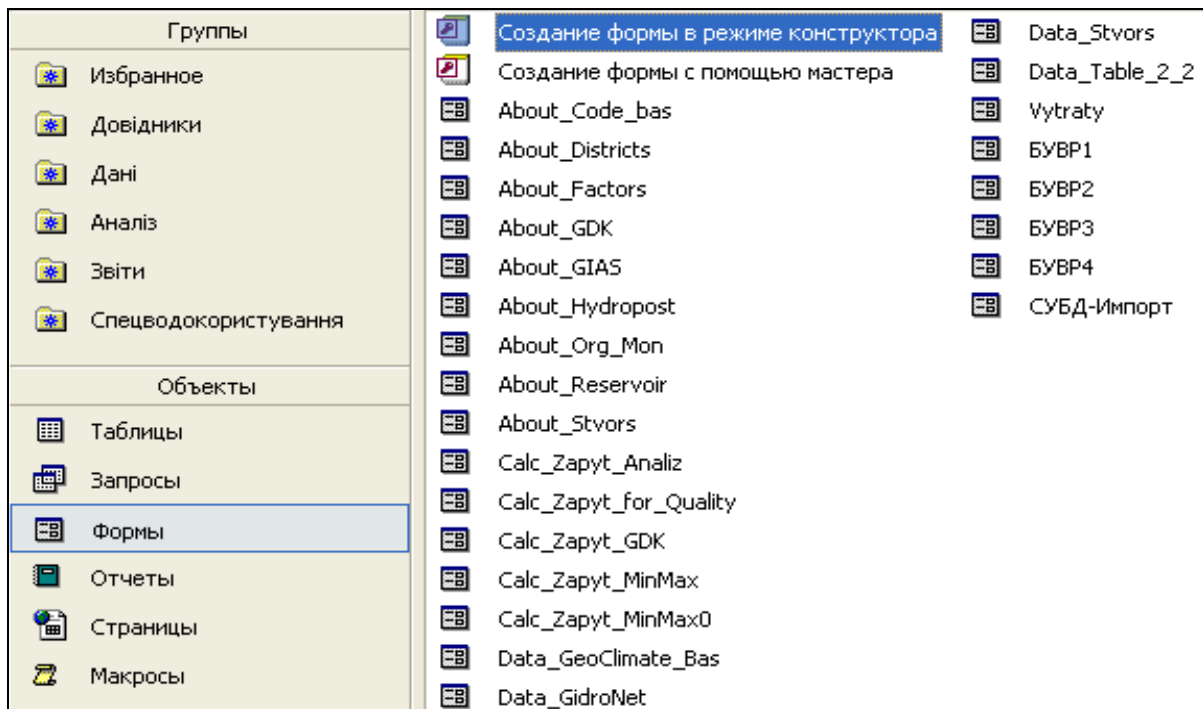 Группы
Избранное
Довідники
Дані
Аналіз
Звіти
Спецводокористування
Объекты
Таблицы
Запросы
Формы
Отчеты
Страницы
Макросы
Создание формы в режиме конструктора
Создание формы с помощью мастера
About_Code_bas
About_Districts
About_Factors
About_GDK
About_GIAS
About_Hydropost
About_Org_Mon
About_Reservoir
About_Stvors
Calc_Zapyt_Analiz
Calc_Zapyt_for_Quality
Calc_Zapyt_GDK
Calc_Zapyt_MinMax
Calc_Zapyt_MinMax0
Data_GeoClimate_Bas
Data_GidroNet
Data_Stvors
Data_Table_2_2
Vytraty
БУВР1
БУВР2
БУВР3
БУВР4
СУБД-Импорт